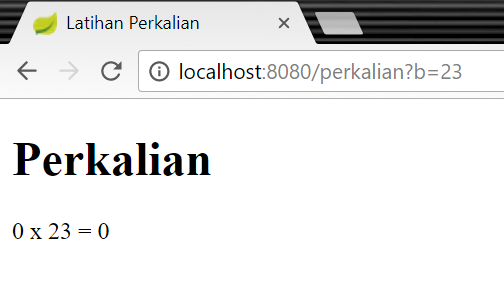 Latihan Perkalian
localhost:8080/perkalian?b=23
Perkalian
0 x 23 = 0